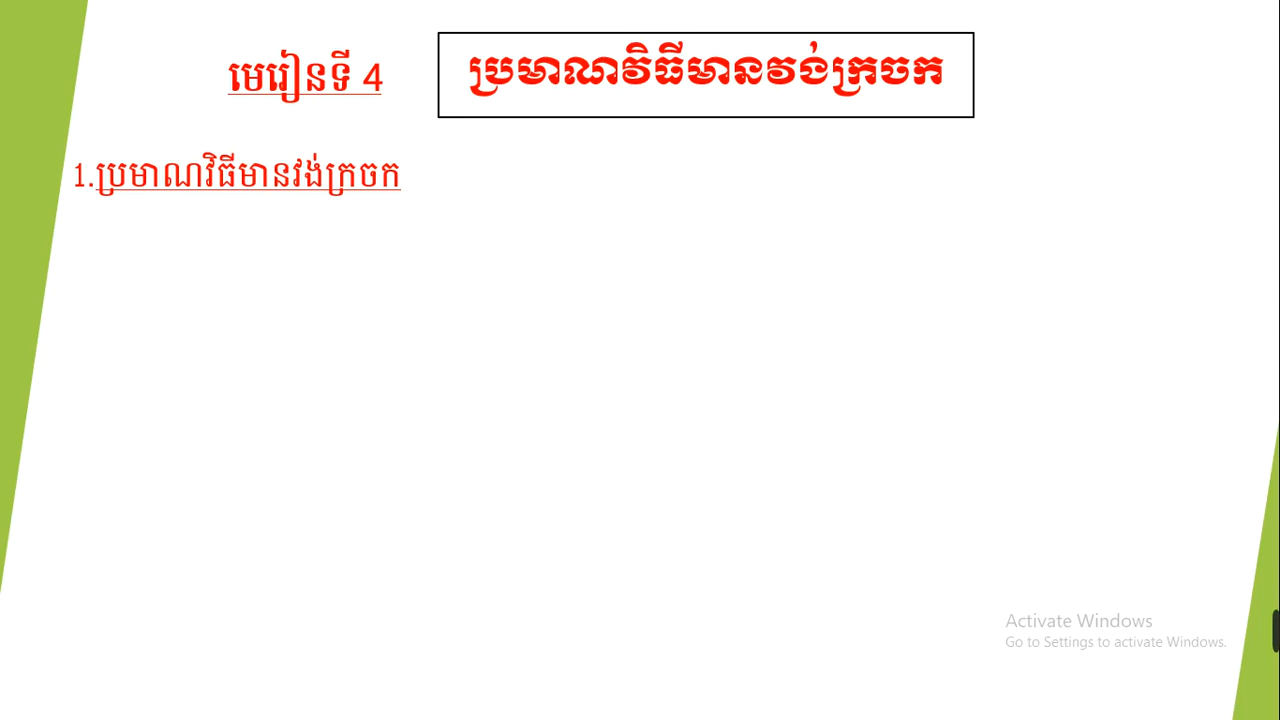 មេរៀនទី 4
ប្រមាណវិធីមានវង់ក្រចក
1.ប្រមាណវិធីមានវង់ក្រចក
Activate Windows
Go to Settings to activate Windows.